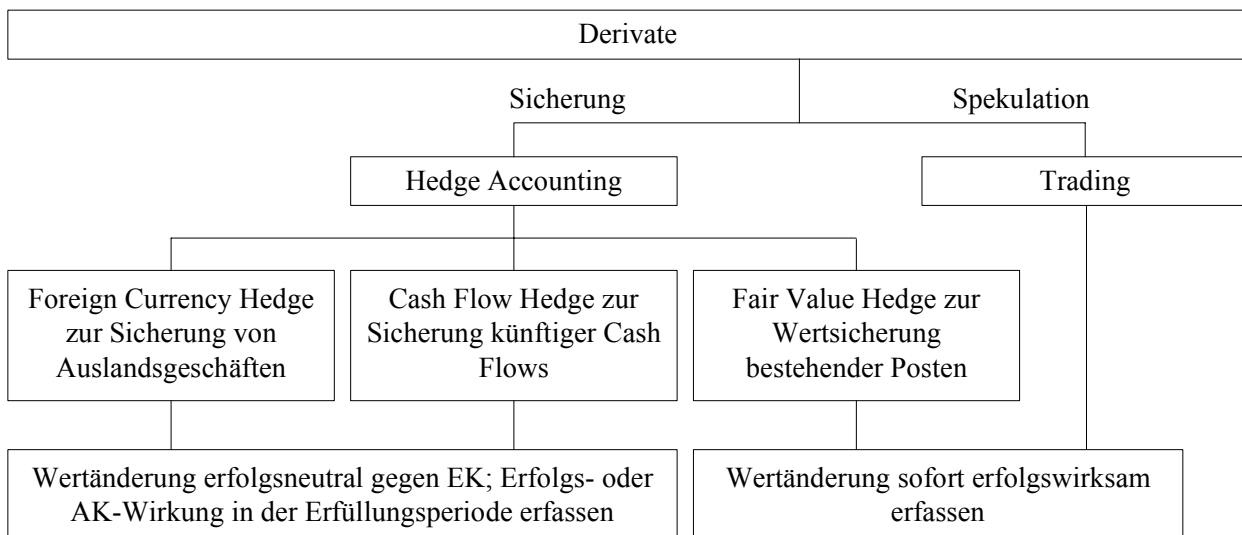 Derivate
Sicherung
Spekulation
Hedge Accounting
Trading
Foreign Currency Hedge
zur Sicherung von
Auslandsgeschäften
Cash Flow Hedge zur
Sicherung künftiger Cash
Flows
Fair Value Hedge zur
Wertsicherung
bestehender Posten
Wertänderung erfolgsneutral gegen EK; Erfolgs- oder
AK-Wirkung in der Erfüllungsperiode erfassen
Wertänderung sofort erfolgswirksam
erfassen